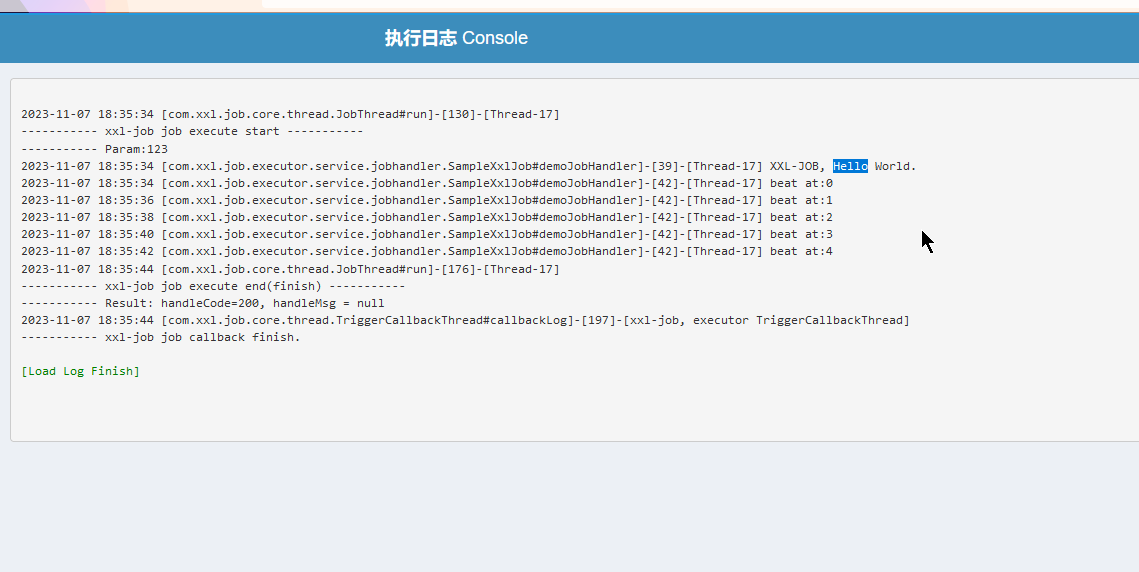 执行日志 Console
2023-11-07 18:35:34 [com.xxl.job.core.thread.JobThread#run]-[130]-[Thread-17]
----------- xxl-job job execute start -----------
----------- Param:123
2023-11-07 18:35:34 [com.xxl.job.executor.service.jobhandler.SampleXxlJob#demoJobHandler]-[39]-[Thread-17] XXL-JOB, Hello World.
2023-11-07 18:35:34 [com.xxl.job.executor.service.jobhandler.SampleXxlJob#demoJobHandler]-[42]-[Thread-17] beat at:0
2023-11-07 18:35:36 [com.xxl.job.executor.service.jobhandler.SampleXxlJob#demoJobHandler]-[42]-[Thread-17] beat at:1
2023-11-07 18:35:38 [com.xxl.job.executor.service.jobhandler.SampleXxlJob#demoJobHandler]-[42]-[Thread-17] beat at:2
2023-11-07 18:35:40 [com.xxl.job.executor.service.jobhandler.SampleXxlJob#demoJobHandler]-[42]-[Thread-17] beat at:3
2023-11-07 18:35:42 [com.xxl.job.executor.service.jobhandler.SampleXxlJob#demoJobHandler]-[42]-[Thread-17] beat at:4
2023-11-07 18:35:44 [com.xxl.job.core.thread.JobThread#run]-[176]-[Thread-17]
----------- xxl-job job execute end(finish) -----------
----------- Result: handleCode=200, handleMsg = null
2023-11-07 18:35:44 [com.xxl.job.core.thread.TriggerCallbackThread#callbackLog]-[197]-[xxl-job, executor TriggerCallbackThread]
----------- xxl-job job callback finish.
[Load Log Finish]